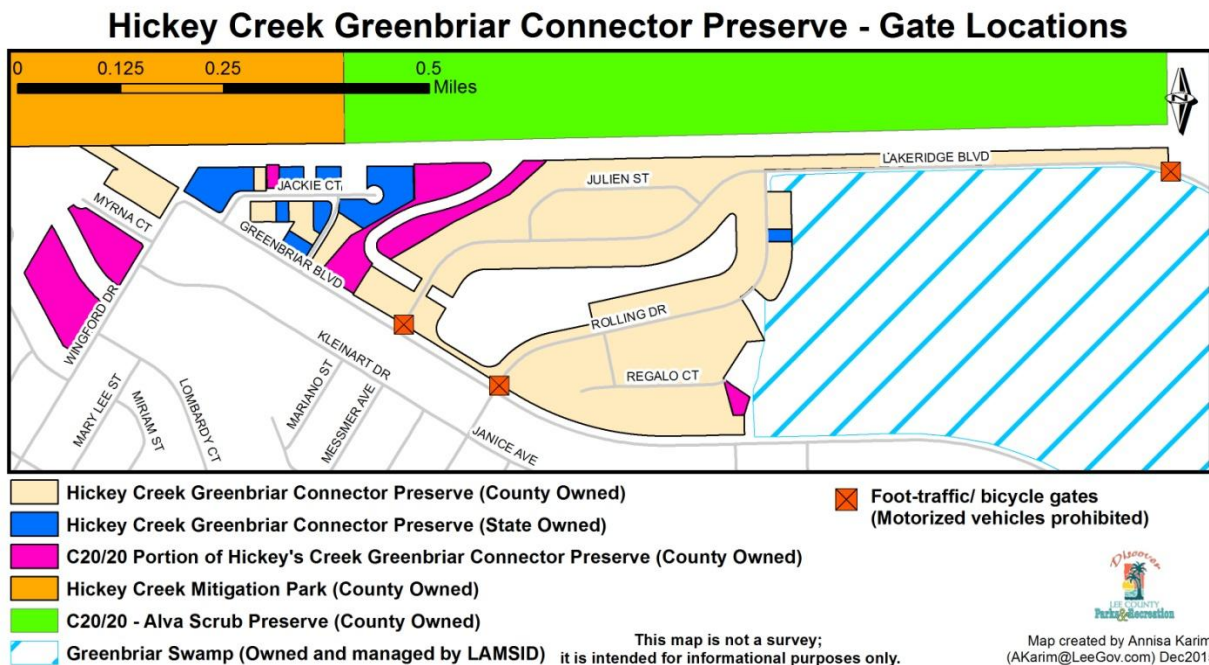 Hickey Creek Greenbriar Connector Preserve - Gate Locations
0 0.125 0.25 0.5
Miles
N
LAKERIDGE BLVD
JULIEN ST
JACKIE CT
MYRNA CT
GREENBRIAR BLVD
WINGFORD DR
ROLLING DR
KLEINART DR
REGALO CT
MARY LEE ST
MIRIAM ST
LOMBARDY CT
MARIANO ST
MESSMER AVE
JANICE AVE
Hickey Creek Greenbriar Connector Preserve (County Owned)
Hickey Creek Greenbriar Connector Preserve (State Owned)
C20/20 Portion of Hickey's Creek Greenbriar Connector Preserve (County Owned)
Hickey Creek Mitigation Park (County Owned)
C20/20 - Alva Scrub Preserve (County Owned)
Greenbriar Swamp (Owned and managed by LAMSID)
Foot-traffic/ bicycle gates
(Motorized vehicles prohibited)
This map is not a survey;
it is intended for informational purposes only.
Discover
LEE COUNTY
Parks & Recreation
Map created by Annisa Karim
(AKarim@LeeGov.com) Dec2015